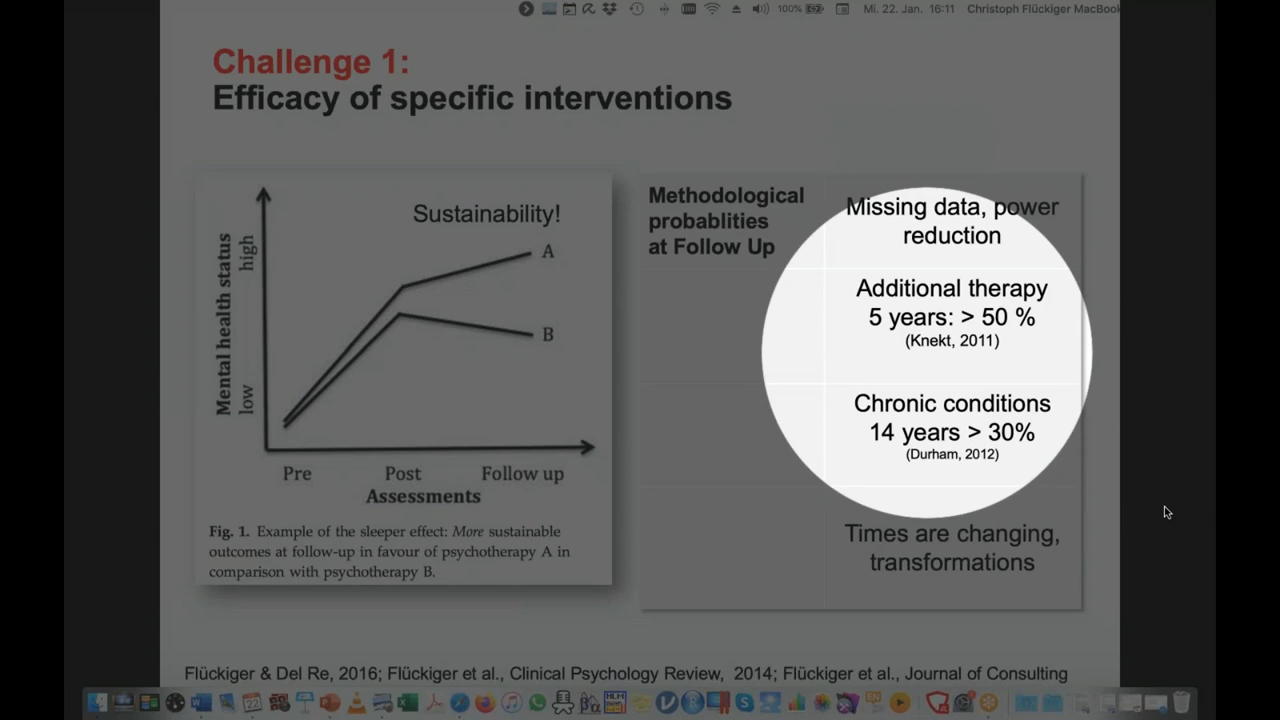 100%
Mi. 22. Jan. 16:11
Christoph Flückiger MacBook
Challenge 1:
Efficacy of specific interventions
Sustainability!
A
B
Mental health status
low
high
Pre
Post
Follow up
Assessments
Fig. 1. Example of the sleeper effect: More sustainable
outcomes at follow-up in favour of psychotherapy A in
comparison with psychotherapy B.
Methodological
probablities
at Follow Up
Missing data, power
reduction
Additional therapy
5 years: > 50 %
(Knekt, 2011)
Chronic conditions
14 years > 30%
(Durham, 2012)
Times are changing,
transformations
Flückiger & Del Re, 2016; Flückiger et al., Clinical Psychology Review, 2014; Flückiger et al., Journal of Consulting